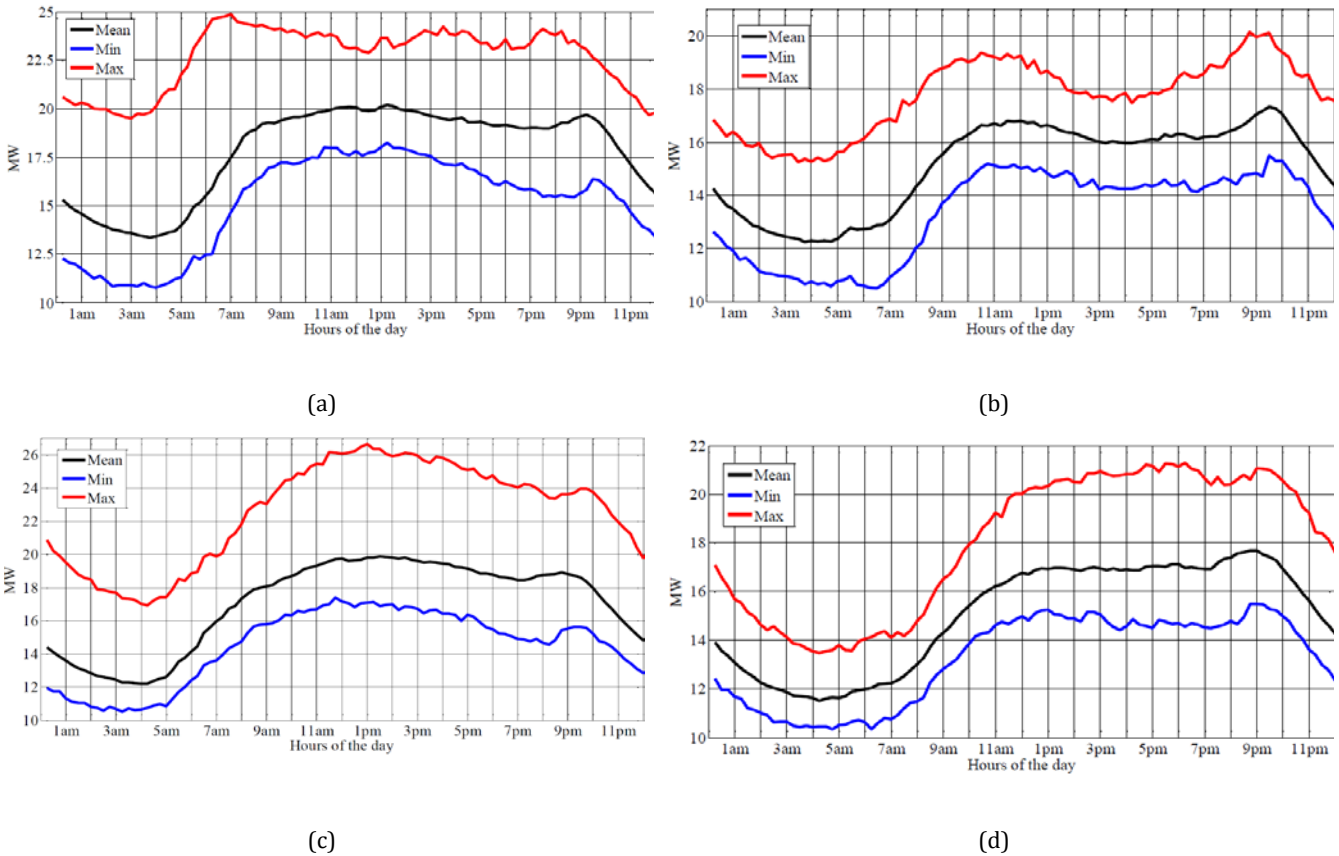 25
22.5
20
17.5
15
12.5
10
MW
Mean
Min
Max
1am 3am 5am 7am 9am 11am 1pm 3pm 5pm 7pm 9pm 11pm
Hours of the day
(a)
20
18
16
14
12
10
MW
Mean
Min
Max
1am 3am 5am 7am 9am 11am 1pm 3pm 5pm 7pm 9pm 11pm
Hours of the day
(b)
26
24
22
20
18
16
14
12
10
MW
Mean
Min
Max
1am 3am 5am 7am 9am 11am 1pm 3pm 5pm 7pm 9pm 11pm
Hours of the day
(c)
22
20
18
16
14
12
10
MW
Mean
Min
Max
1am 3am 5am 7am 9am 11am 1pm 3pm 5pm 7pm 9pm 11pm
Hours of the day
(d)